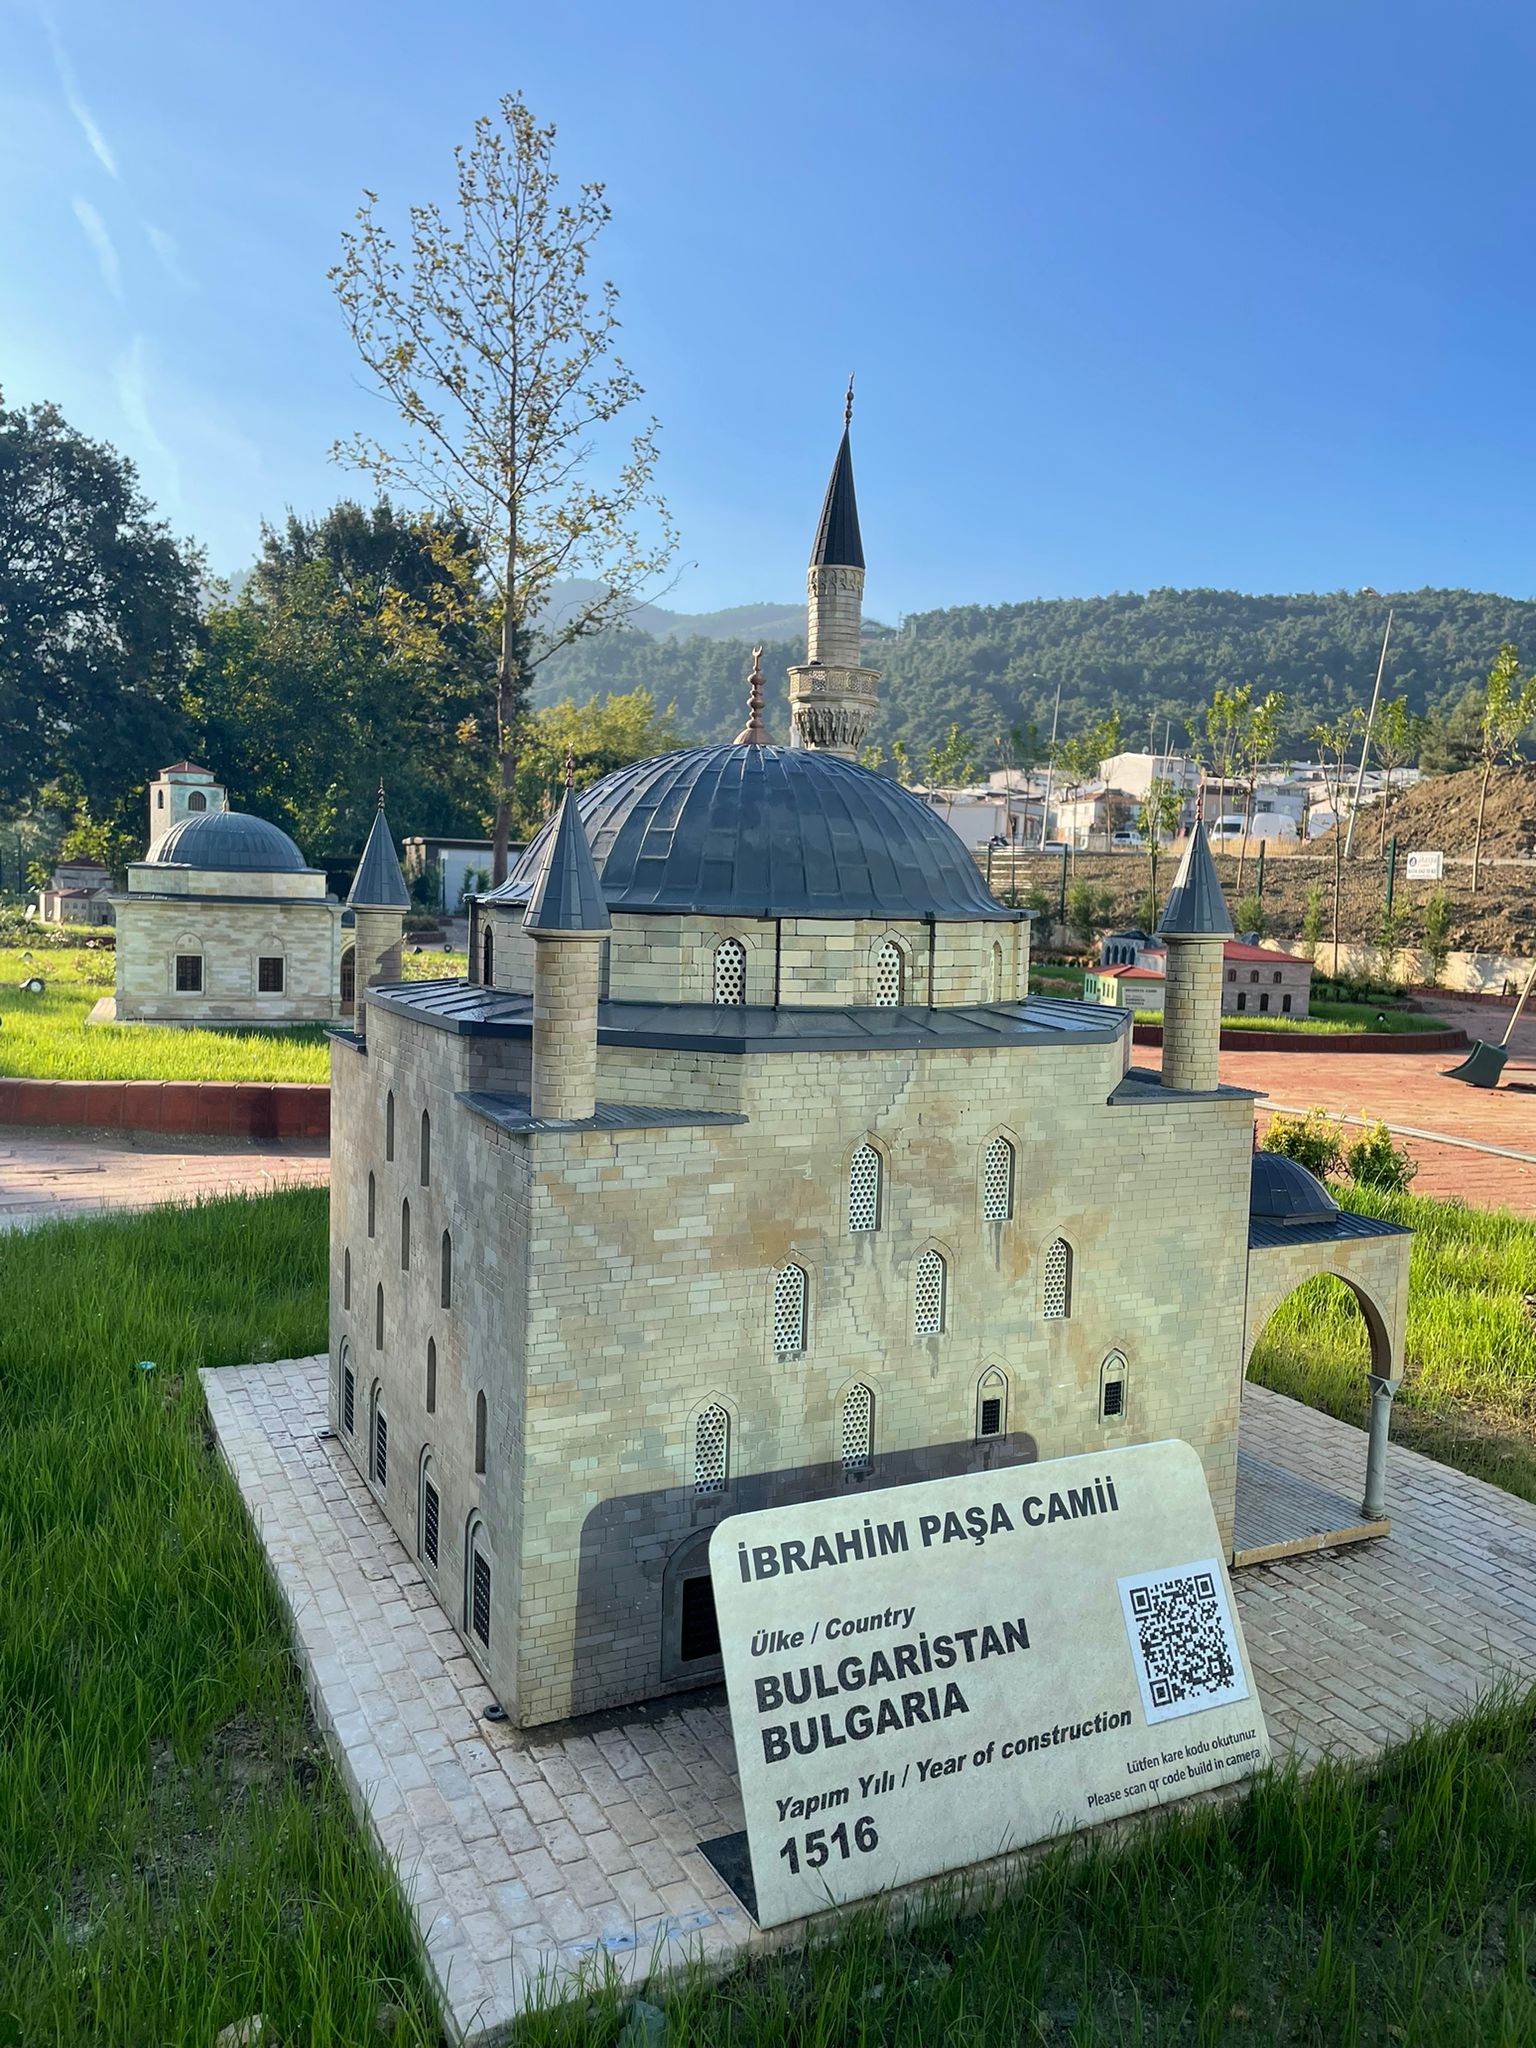 İBRAHİM PAŞA CAMİİ
Ülke / Country
BULGARİSTAN
BULGARIA
Yapım Yılı / Year of construction
1516
Lütfen kare kodu okutunuz
Please scan qr code build in camera